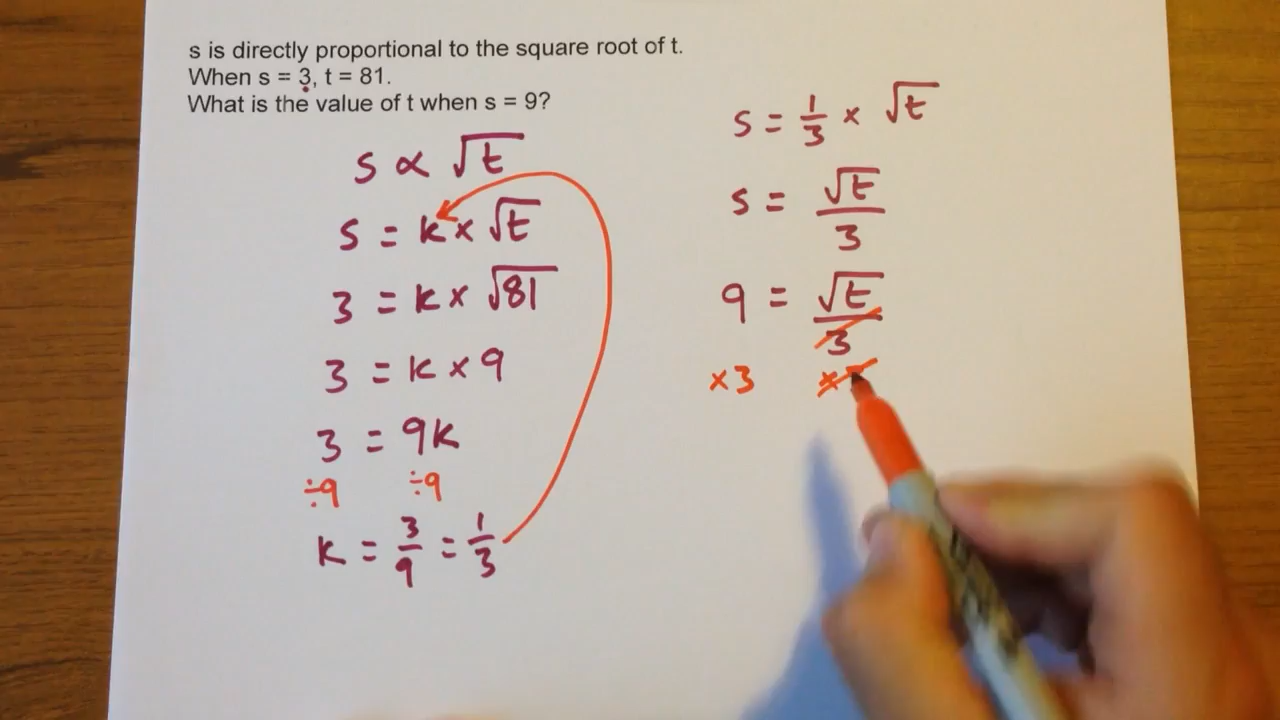 s is directly proportional to the square root of t.
When s = 3, t = 81.
What is the value of t when s = 9?
s ∝ √t
s = k × √t
3 = k × √81
3 = k × 9
3 = 9k
÷9 ÷9
k = 3/9 = 1/3
s = 1/3 × √t
s = √t/3
9 = √t/3
×3 ×